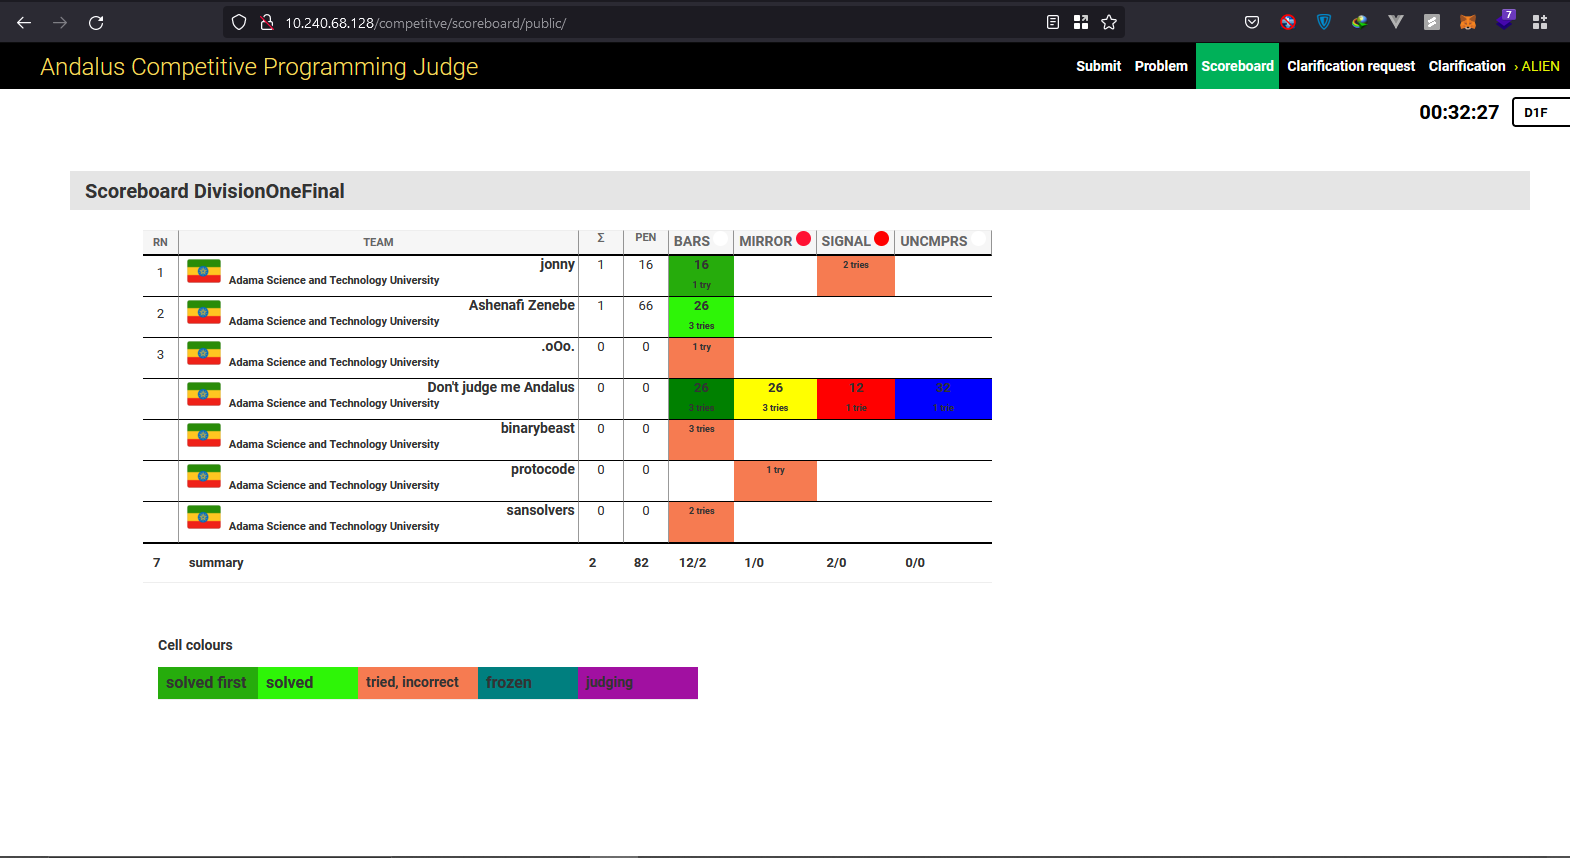 10.240.68.128/competitve/scoreboard/public/
7
Andalus Competitive Programming Judge
Submit Problem Scoreboard Clarification request Clarification › ALIEN
00:32:27 D1F
Scoreboard DivisionOneFinal
RN TEAM Σ PEN BARS MIRROR SIGNAL UNCMPRS
1 jonny 1 16 16 2 tries
Adama Science and Technology University 1 try
2 Ashenafi Zenebe 1 66 26
Adama Science and Technology University 3 tries
3 .oOo. 0 0 1 try
Adama Science and Technology University
Don't judge me Andalus 0 0 26 26 12 32
Adama Science and Technology University 3 tries 3 tries 1 trie 1 trie
binarybeast 0 0 3 tries
Adama Science and Technology University
protocode 0 0 1 try
Adama Science and Technology University
sansolvers 0 0 2 tries
Adama Science and Technology University
7 summary 2 82 12/2 1/0 2/0 0/0
Cell colours
solved first solved tried, incorrect frozen judging